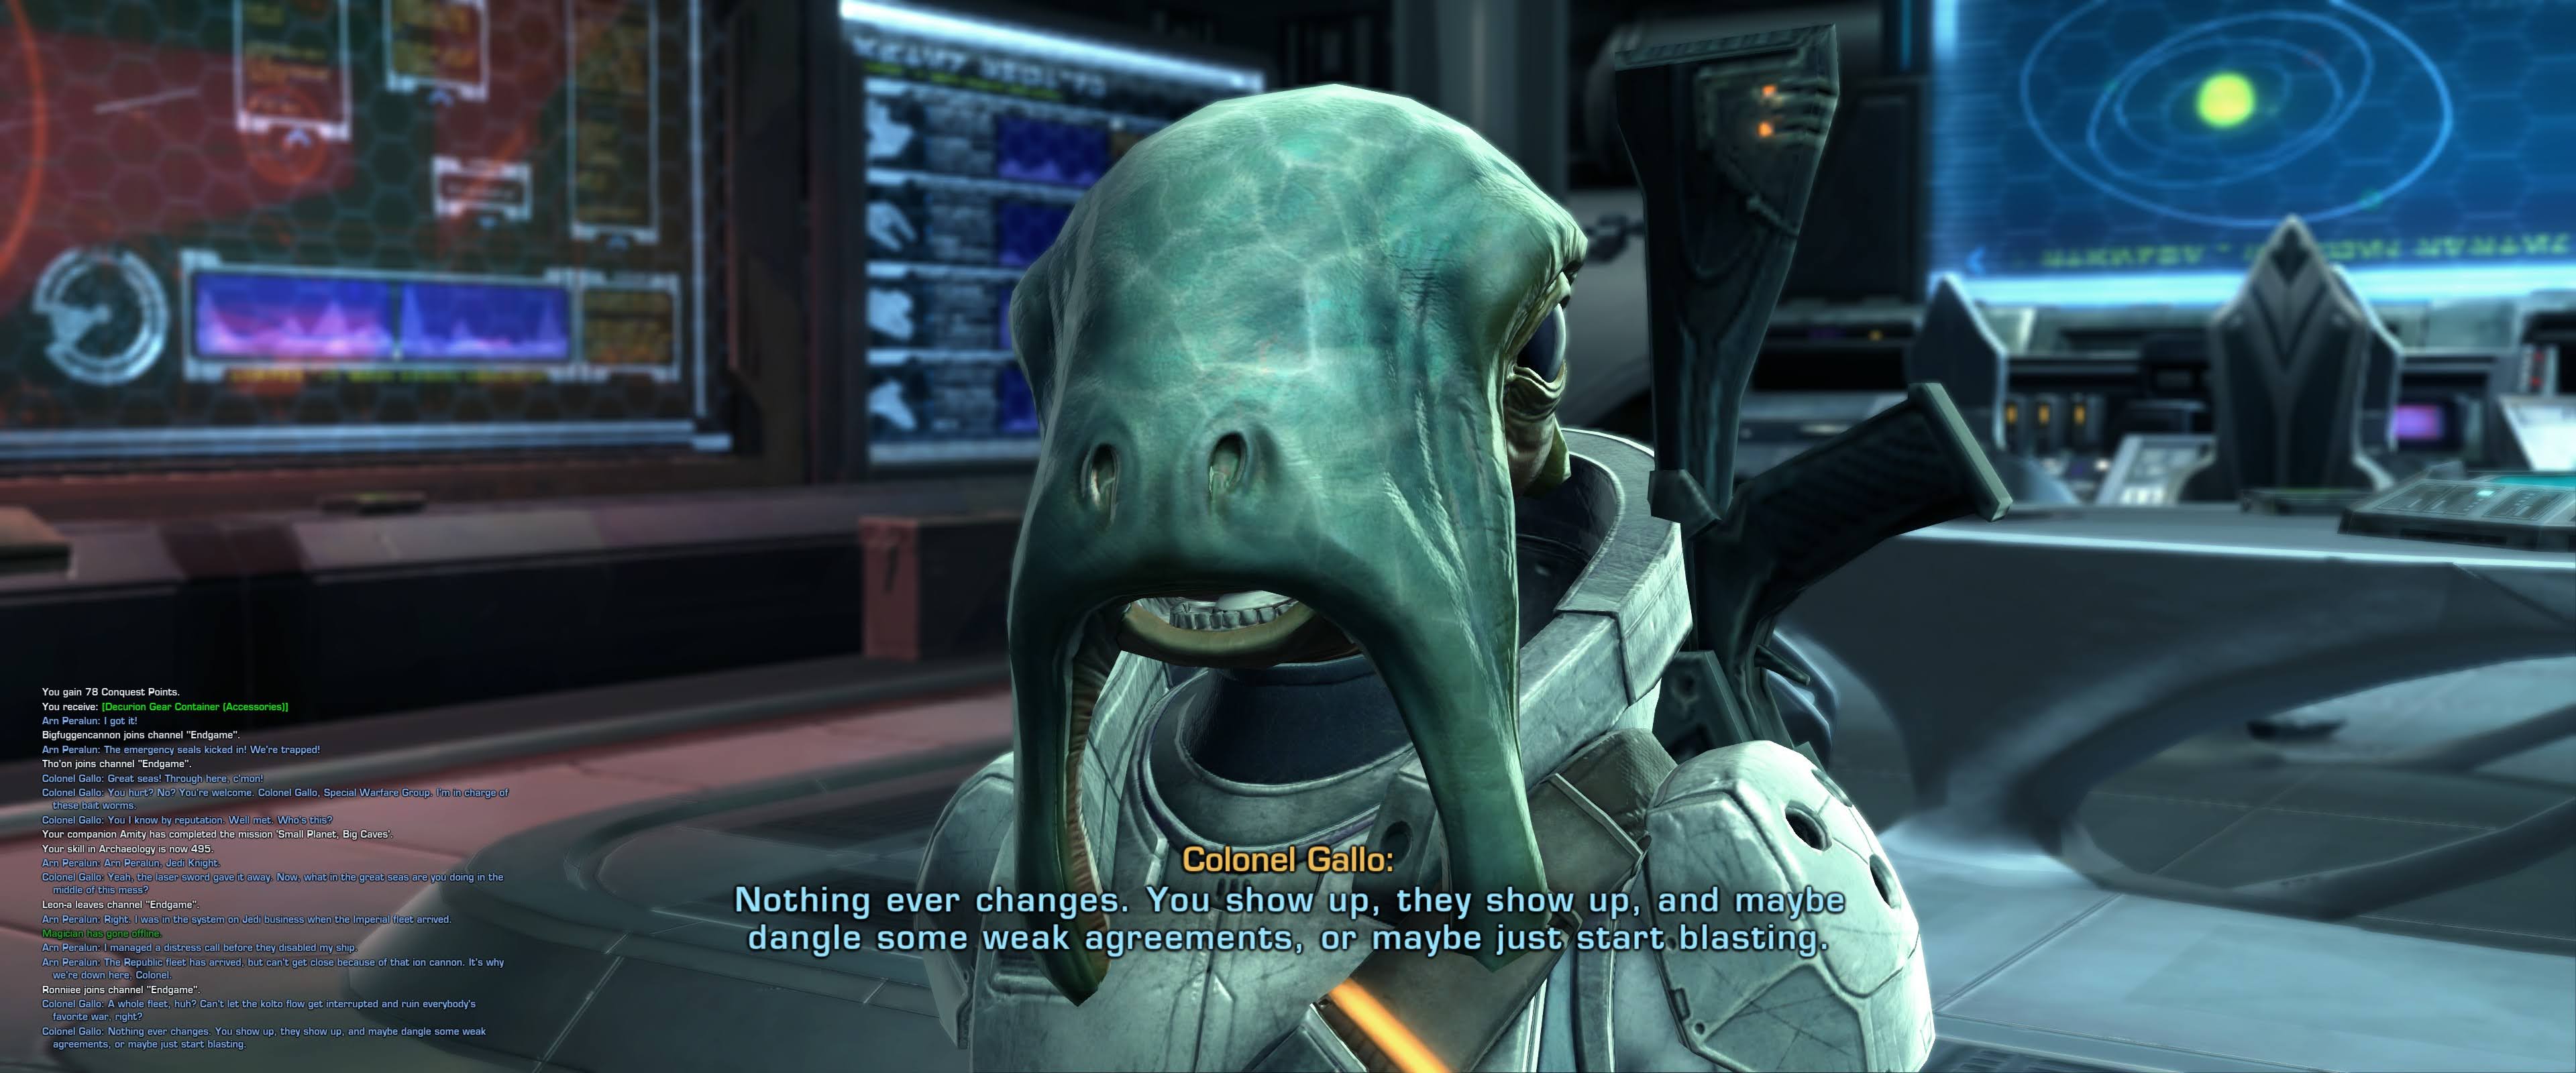 You gain 78 Conquest Points.
You receive: [Decurion Gear Container (Accessories)]
Arn Peralun: I got it!
Bigfuggencannon joins channel "Endgame".
Arn Peralun: The emergency seals kicked in! We're trapped!
Tho'on joins channel "Endgame".
Colonel Gallo: Great seas! Through here, c'mon!
Colonel Gallo: You hurt? No? You're welcome. Colonel Gallo, Special Warfare Group. I'm in charge of
these bait worms.
Colonel Gallo: You I know by reputation. Well met. Who's this?
Your companion Amity has completed the mission 'Small Planet, Big Caves'.
Your skill in Archaeology is now 495.
Arn Peralun: Arn Peralun, Jedi Knight.
Colonel Gallo: Yeah, the laser sword gave it away. Now, what in the great seas are you doing in the
middle of this mess?
Leon-a leaves channel "Endgame".
Arn Peralun: Right. I was in the system on Jedi business when the Imperial fleet arrived.
Magician has gone offline.
Arn Peralun: I managed a distress call before they disabled my ship.
Arn Peralun: The Republic fleet has arrived, but can't get close because of that ion cannon. It's why
we're down here, Colonel.
Ronniiee joins channel "Endgame".
Colonel Gallo: A whole fleet, huh? Can't let the kolto flow get interrupted and ruin everybody's
favorite war, right?
Colonel Gallo: Nothing ever changes. You show up, they show up, and maybe dangle some weak
agreements, or maybe just start blasting.
Colonel Gallo:
Nothing ever changes. You show up, they show up, and maybe
dangle some weak agreements, or maybe just start blasting.